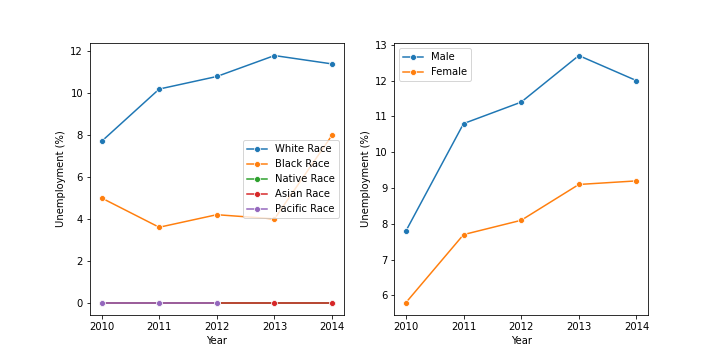 12
10
8
6
4
2
0
Unemployment (%)
White Race
Black Race
Native Race
Asian Race
Pacific Race
2010 2011 2012 2013 2014
Year
13
12
11
10
9
8
7
6
Unemployment (%)
Male
Female
2010 2011 2012 2013 2014
Year